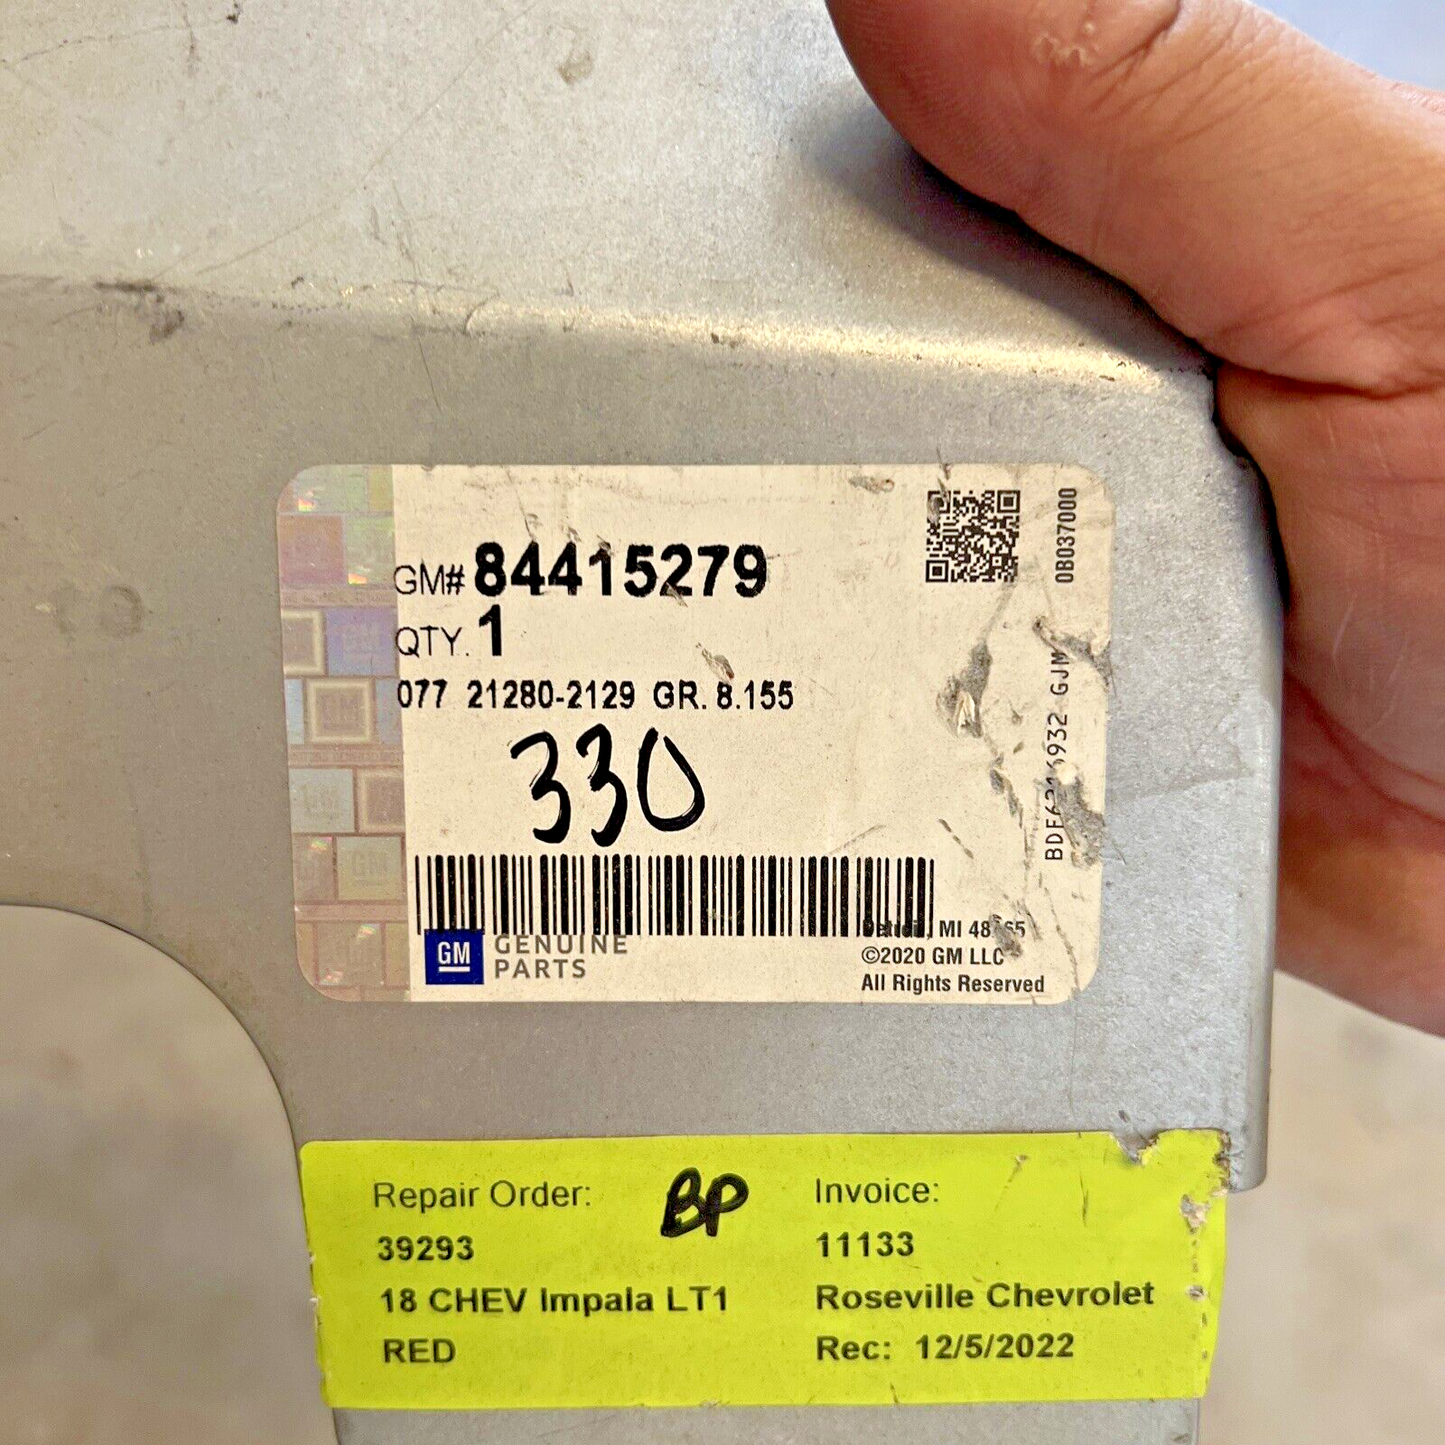 GM# 84415279
QTY. 1
077 21280-2129 GR. 8.155
330
0B037000
GJM
GM GENUINE PARTS
MI
©2020 GM LLC
All Rights Reserved
Repair Order: BP Invoice:
39293 11133
18 CHEV Impala LT1 Roseville Chevrolet
RED Rec: 12/5/2022